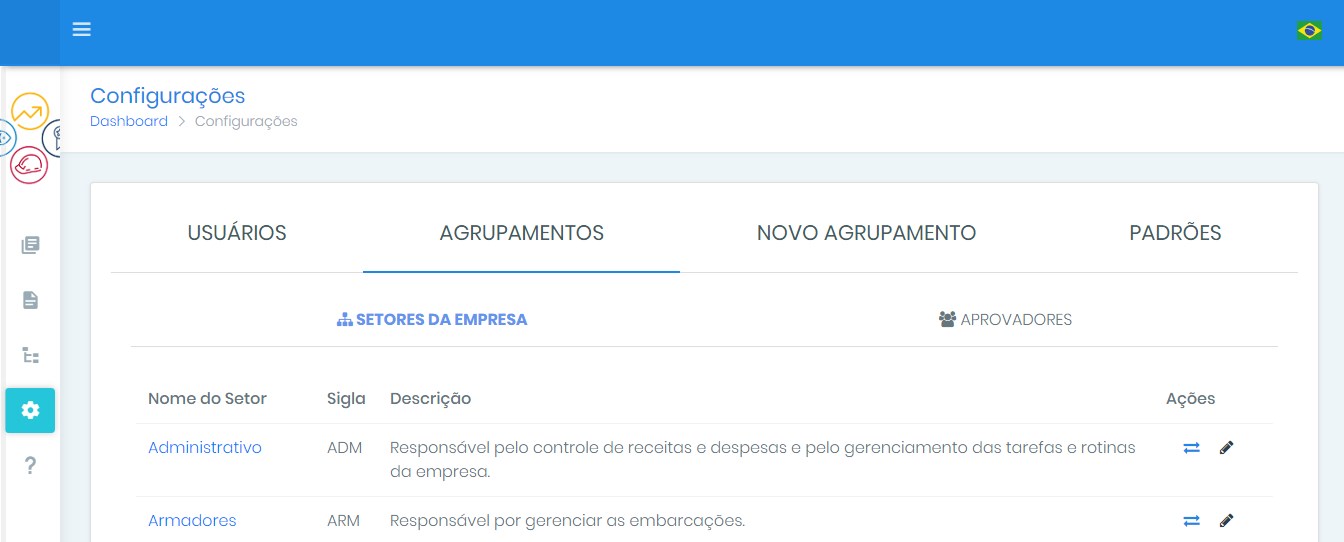 Configurações
Dashboard > Configurações
USUÁRIOS AGRUPAMENTOS NOVO AGRUPAMENTO PADRÕES
SETORES DA EMPRESA APROVADORES
Nome do Setor Sigla Descrição Ações
Administrativo ADM Responsável pelo controle de receitas e despesas e pelo gerenciamento das tarefas e rotinas
da empresa.
Armadores ARM Responsável por gerenciar as embarcações.
?